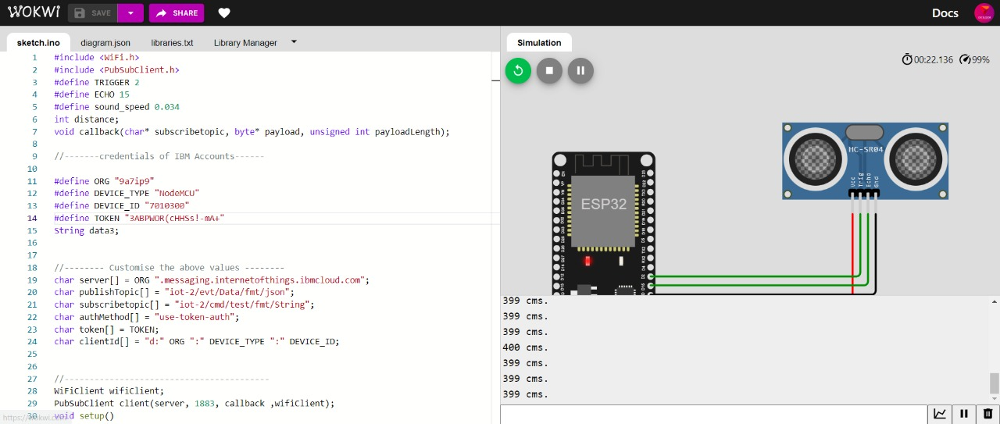 WOKWi
SAVE
SHARE
Docs
sketch.ino
diagram.json
libraries.txt
Library Manager
Simulation
00:22.136
99%
1 #include <WiFi.h>
2 #include <PubSubClient.h>
3 #define TRIGGER 2
4 #define ECHO 15
5 #define sound_speed 0.034
6 int distance;
7 void callback(char* subscribetopic, byte* payload, unsigned int payloadLength);
8
9 //-------credentials of IBM Accounts------
10
11 #define ORG "9a7ip9"
12 #define DEVICE_TYPE "NodeMCU"
13 #define DEVICE_ID "7010300"
14 #define TOKEN "3ABPWOR(cHHSs!-mA+"
15 String data3;
16
17
18 //-------- Customise the above values --------
19 char server[] = ORG ".messaging.internetofthings.ibmcloud.com";
20 char publishTopic[] = "iot-2/evt/Data/fmt/json";
21 char subscribetopic[] = "iot-2/cmd/test/fmt/String";
22 char authMethod[] = "use-token-auth";
23 char token[] = TOKEN;
24 char clientId[] = "d:" ORG ":" DEVICE_TYPE ":" DEVICE_ID;
25
26
27 //-----------------------------------------
28 WiFiClient wifiClient;
29 PubSubClient client(server, 1883, callback ,wifiClient);
30 void setup()
HC-SR04
Vcc
Trig
Echo
Gnd
ESP32
399 cms.
399 cms.
399 cms.
400 cms.
399 cms.
399 cms.
399 cms.